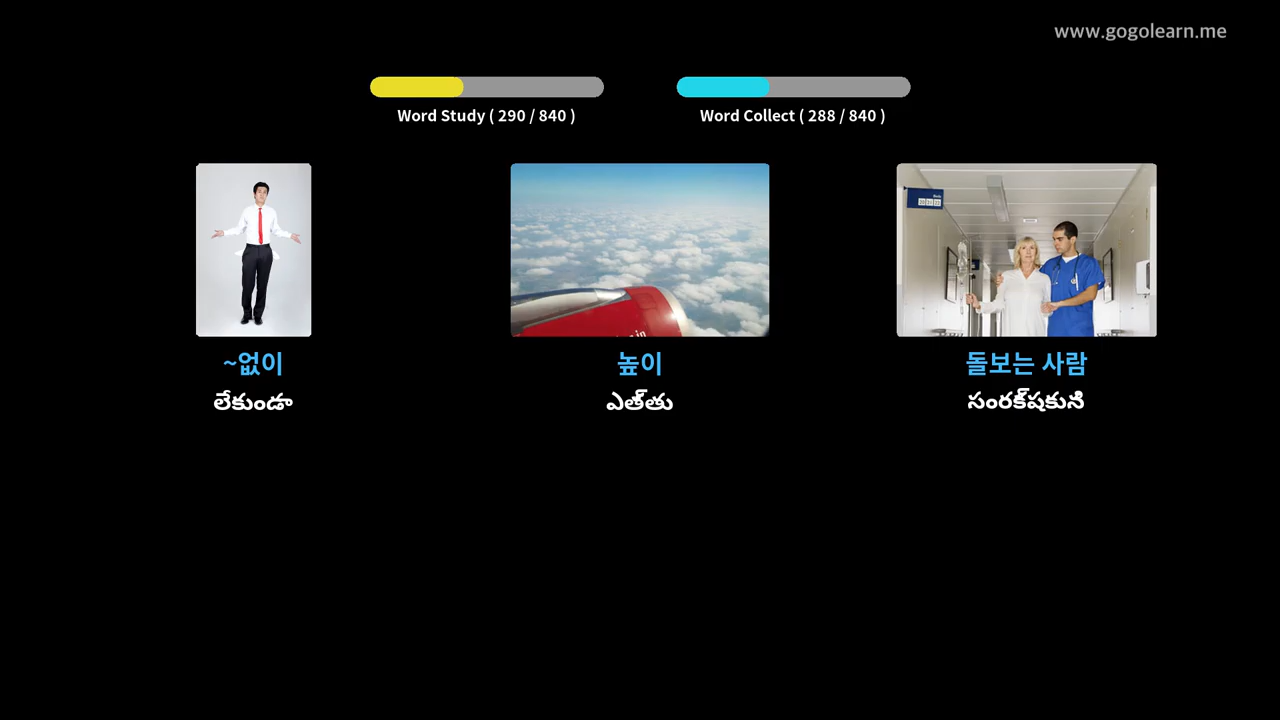 www.gogolearn.me
Word Study ( 290 / 840 )
Word Collect ( 288 / 840 )
~없이
높이
돌보는 사람
లేకుండా
ఎత్‌తు
సంరక్‌షకుని